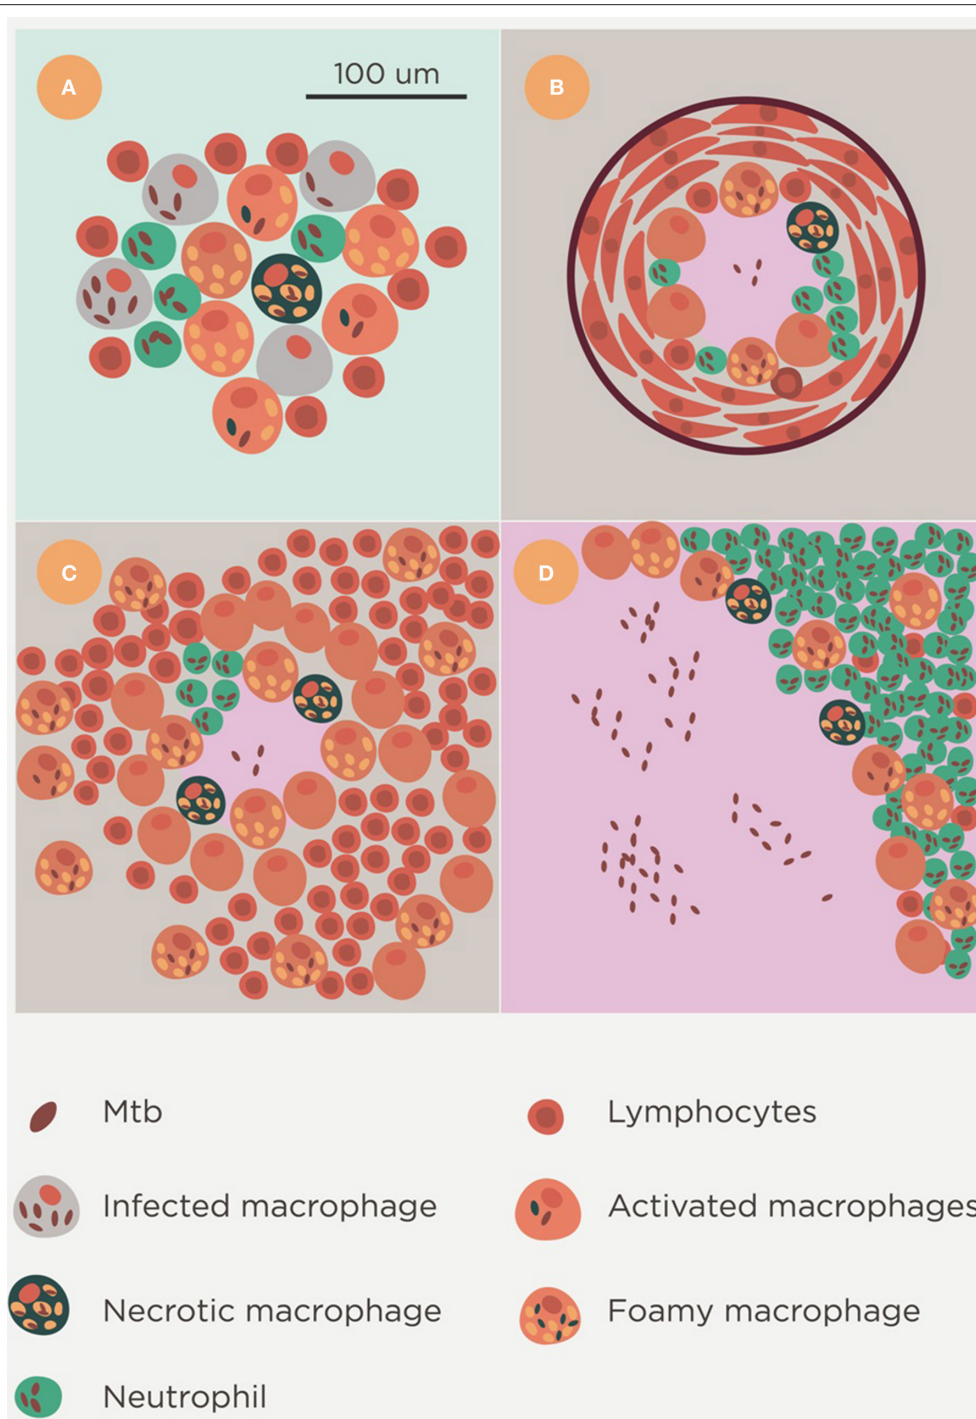 A
100 um
B
C
D
Mtb
Lymphocytes
Infected macrophage
Activated macrophages
Necrotic macrophage
Foamy macrophage
Neutrophil